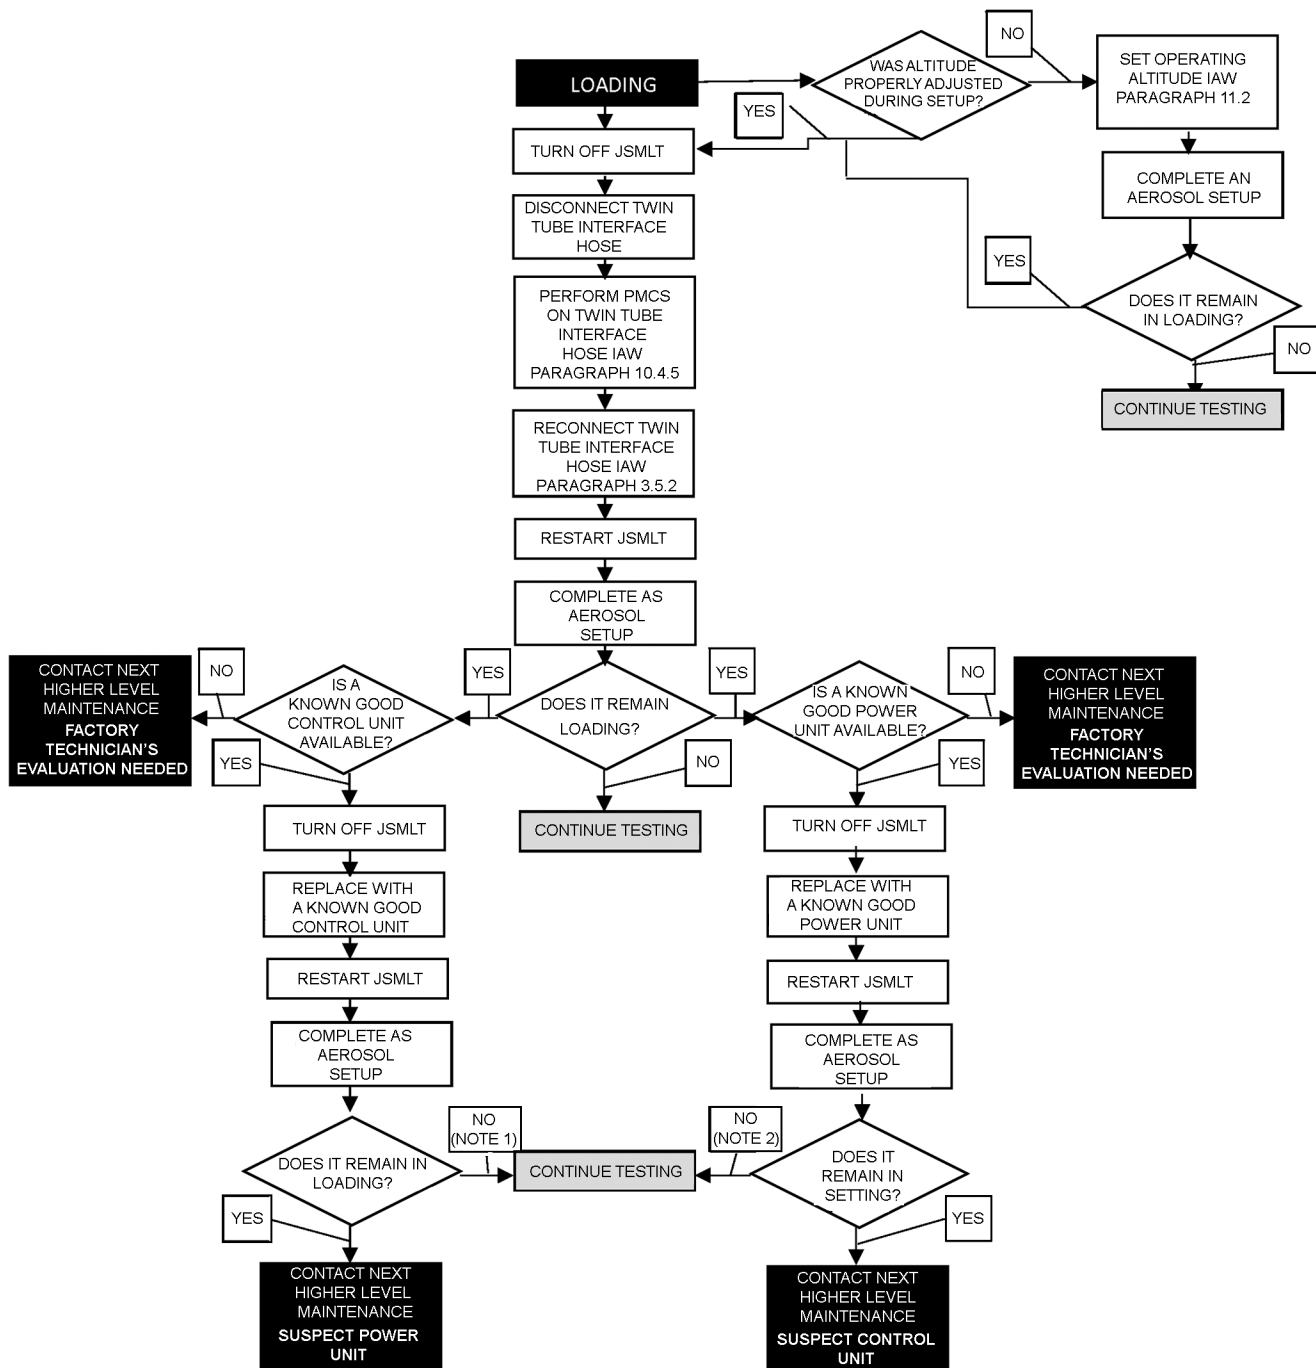 LOADING
WAS ALTITUDE
PROPERLY ADJUSTED
DURING SETUP?
NO
SET OPERATING
ALTITUDE IAW
PARAGRAPH 11.2
YES
TURN OFF JSMLT
COMPLETE AN
AEROSOL SETUP
DISCONNECT TWIN
TUBE INTERFACE
HOSE
YES
DOES IT REMAIN
IN LOADING?
NO
PERFORM PMCS
ON TWIN TUBE
INTERFACE
HOSE IAW
PARAGRAPH 10.4.5
CONTINUE TESTING
RECONNECT TWIN
TUBE INTERFACE
HOSE IAW
PARAGRAPH 3.5.2
RESTART JSMLT
COMPLETE AS
AEROSOL
SETUP
CONTACT NEXT
HIGHER LEVEL
MAINTENANCE
FACTORY
TECHNICIAN'S
EVALUATION NEEDED
NO
IS A
KNOWN GOOD
CONTROL UNIT
AVAILABLE?
YES
DOES IT REMAIN
LOADING?
YES
IS A KNOWN
GOOD POWER
UNIT AVAILABLE?
NO
CONTACT NEXT
HIGHER LEVEL
MAINTENANCE
FACTORY
TECHNICIAN'S
EVALUATION NEEDED
YES
NO
YES
TURN OFF JSMLT
CONTINUE TESTING
TURN OFF JSMLT
REPLACE WITH
A KNOWN GOOD
CONTROL UNIT
REPLACE WITH
A KNOWN GOOD
POWER UNIT
RESTART JSMLT
RESTART JSMLT
COMPLETE AS
AEROSOL
SETUP
COMPLETE AS
AEROSOL
SETUP
DOES IT REMAIN IN
LOADING?
NO
(NOTE 1)
CONTINUE TESTING
NO
(NOTE 2)
DOES IT
REMAIN IN
SETTING?
YES
YES
CONTACT NEXT
HIGHER LEVEL
MAINTENANCE
SUSPECT POWER
UNIT
CONTACT NEXT
HIGHER LEVEL
MAINTENANCE
SUSPECT CONTROL
UNIT